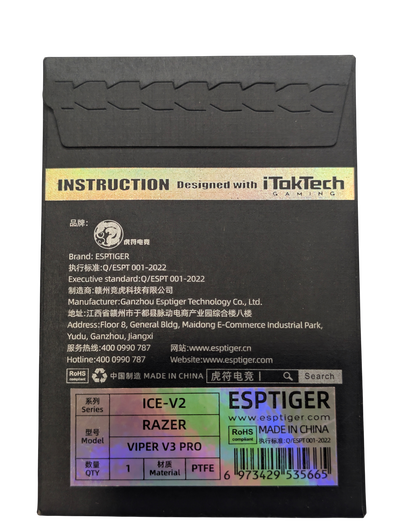 INSTRUCTION Designed with iTokTech
GAMING
品牌: 虎符电竞
Brand: ESPTIGER
执行标准:Q/ESPT 001-2022
Executive standard:Q/ESPT 001-2022
制造商:赣州竞虎科技有限公司
Manufacturer:Ganzhou Esptiger Technology Co., Ltd.
地址:江西省赣州市于都县脉动电商产业园综合楼八楼
Address:Floor 8, General Bldg, Maidong E-Commerce Industrial Park,
Yudu, Ganzhou, Jiangxi
服务热线:400 0990 787 网站:www.esptiger.cn
Hotline:400 0990 787 Website:www.esptiger.com
RoHS compliant 中国制造 MADE IN CHINA 虎符电竞 Search
系列 Series ICE-V2
型号 Model RAZER
VIPER V3 PRO
数量 QTY 1 材质 Material PTFE
ESPTIGER
esptiger.com
RoHS compliant MADE IN CHINA
执行标准: Q/ESPT 001-2022
6 973429 535665